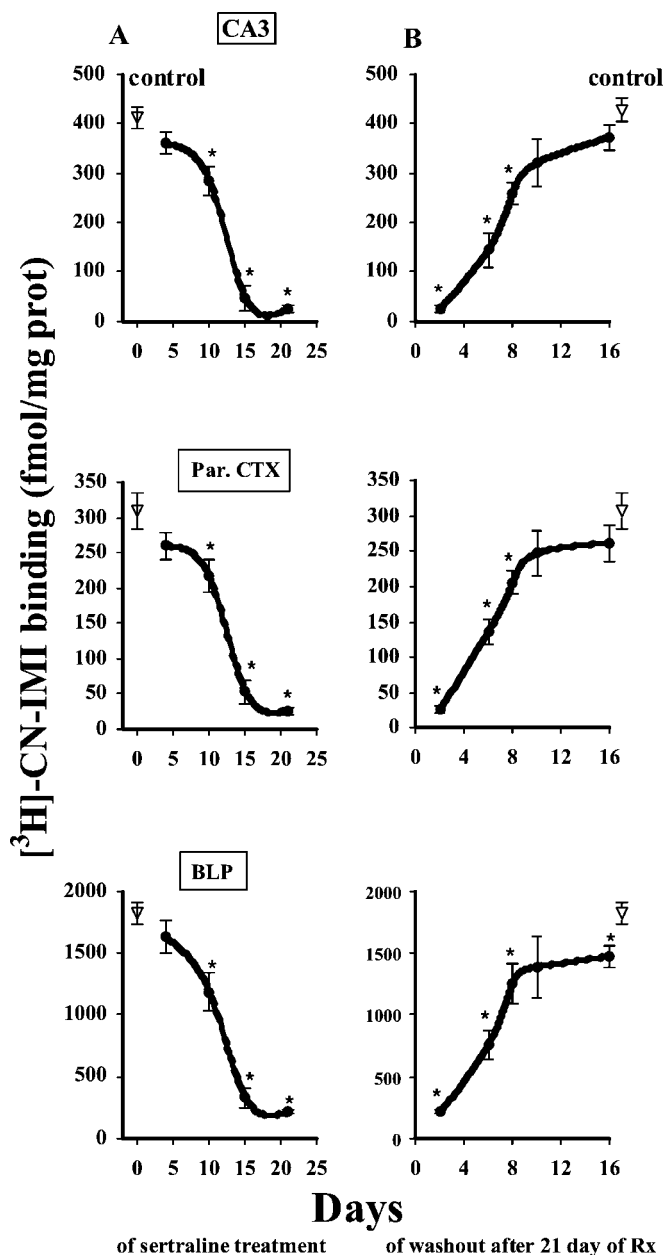 A
CA3
B
control
control
500
400
300
200
100
0
0 5 10 15 20 25
* * *
500
400
300
200
100
0
0 4 8 12 16
* * *
[³H]-CN-IMI binding (fmol/mg prot)
Par. CTX
350
300
250
200
150
100
50
0
0 5 10 15 20 25
* * *
350
300
250
200
150
100
50
0
0 4 8 12 16
* * *
BLP
2000
1500
1000
500
0
0 5 10 15 20 25
* * *
2000
1500
1000
500
0
0 4 8 12 16
* * * *
Days
of sertraline treatment
of washout after 21 day of Rx